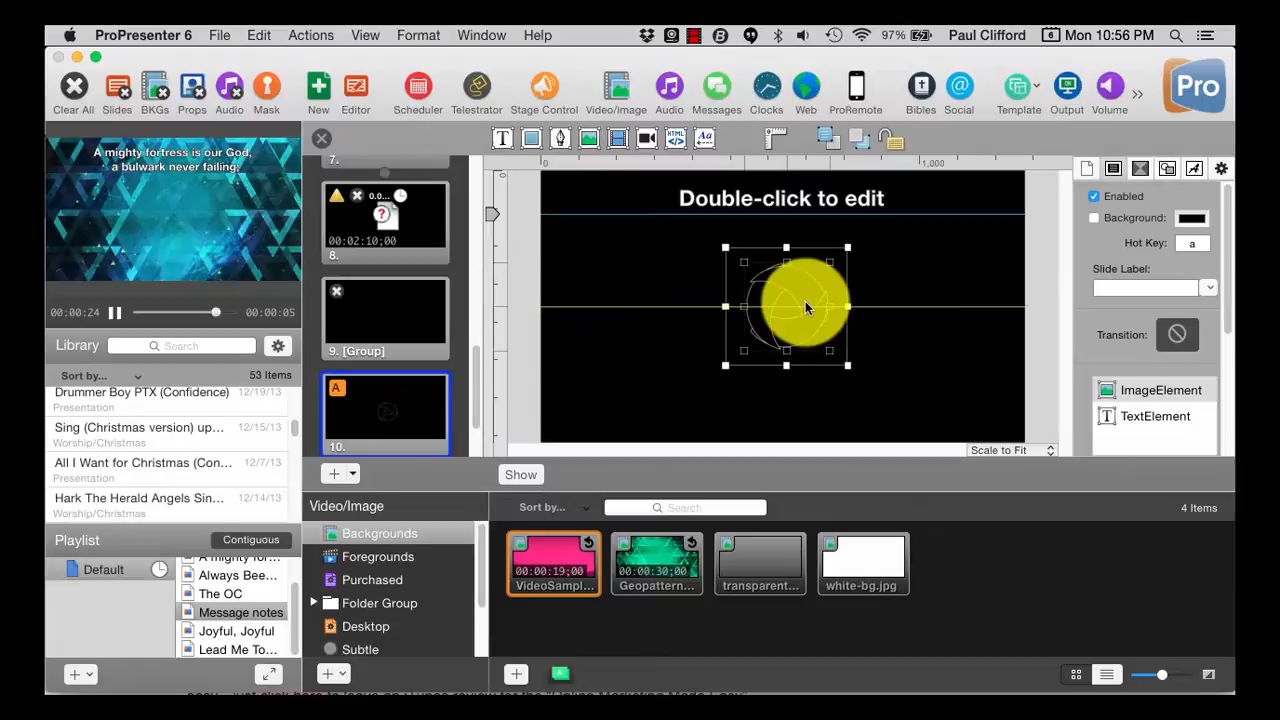 ProPresenter 6 File Edit View Actions Format Window Help 97% Paul Clifford 6 Mon 10:56 PM
Clear All Slides BKGs Props Audio Mask New Editor Scheduler Telestrator Stage Control Video/Image Audio Messages Clocks Web ProRemote Bibles Social Template Output Volume Pro
A mighty fortress is our God,
a bulwark never failing,
00:00:24 00:00:05
Library Search
Sort by... 53 Items
Drummer Boy PTX (Confidence) 12/19/13
Presentation
Sing (Christmas version) up... 12/15/13
Worship/Christmas
All I Want for Christmas (Con... 12/7/13
Presentation
Hark The Herald Angels Sin... 12/14/13
Worship/Christmas
Playlist Contiguous
Default
A mighty fort...
Always Bee...
The OC
Message notes
Joyful, Joyful
Lead Me To...
7.
0.0...
00:02:10;00
8.
9. [Group]
A
10.
T HTML Aa
0 1,000
0
Double-click to edit
Scale to Fit
Enabled
Background:
Hot Key: a
Slide Label:
Transition:
ImageElement
T TextElement
Show
Video/Image
Backgrounds
Foregrounds
Purchased
Folder Group
Desktop
Subtle
Sort by... Search 4 Items
00:00:19;00
VideoSampl...
00:00:30;00
Geopattern...
transparent...
white-bg.jpg